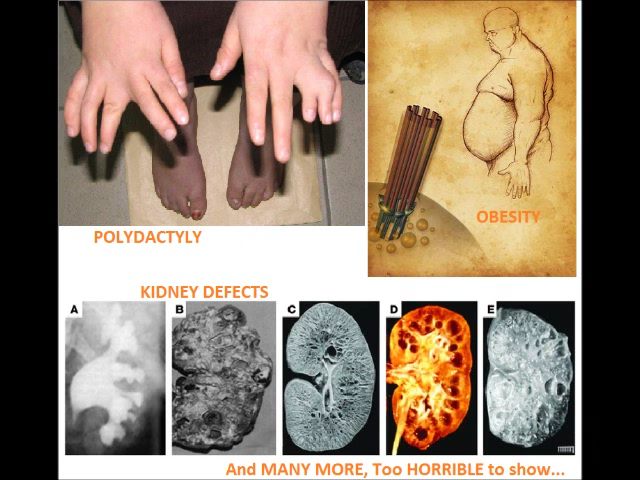 POLYDACTYLY
OBESITY
KIDNEY DEFECTS
A B C D E
And MANY MORE, Too HORRIBLE to show...